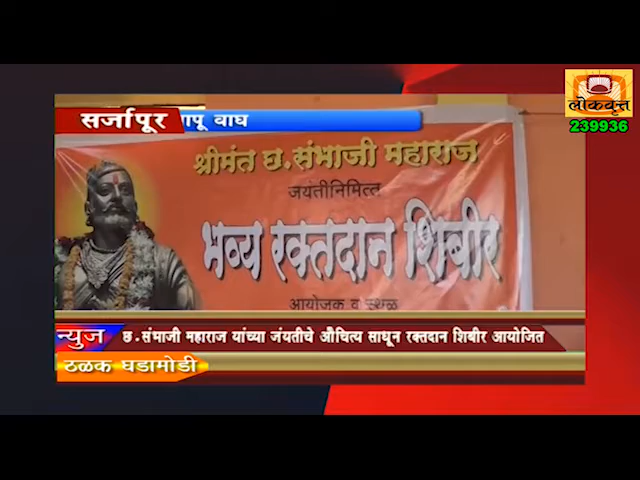 लोकवृत्त
239936
सर्जापूर
ापू वाघ
श्रीमंत छ.संभाजी महाराज
जयंतीनिमित्त
भव्य रक्तदान शिबीर
आयोजक व स्थळ
न्युज
छ.संभाजी महाराज यांच्या जंयतीचे औचित्य साधून रक्तदान शिबीर आयोजित
ठळक घडामोडी